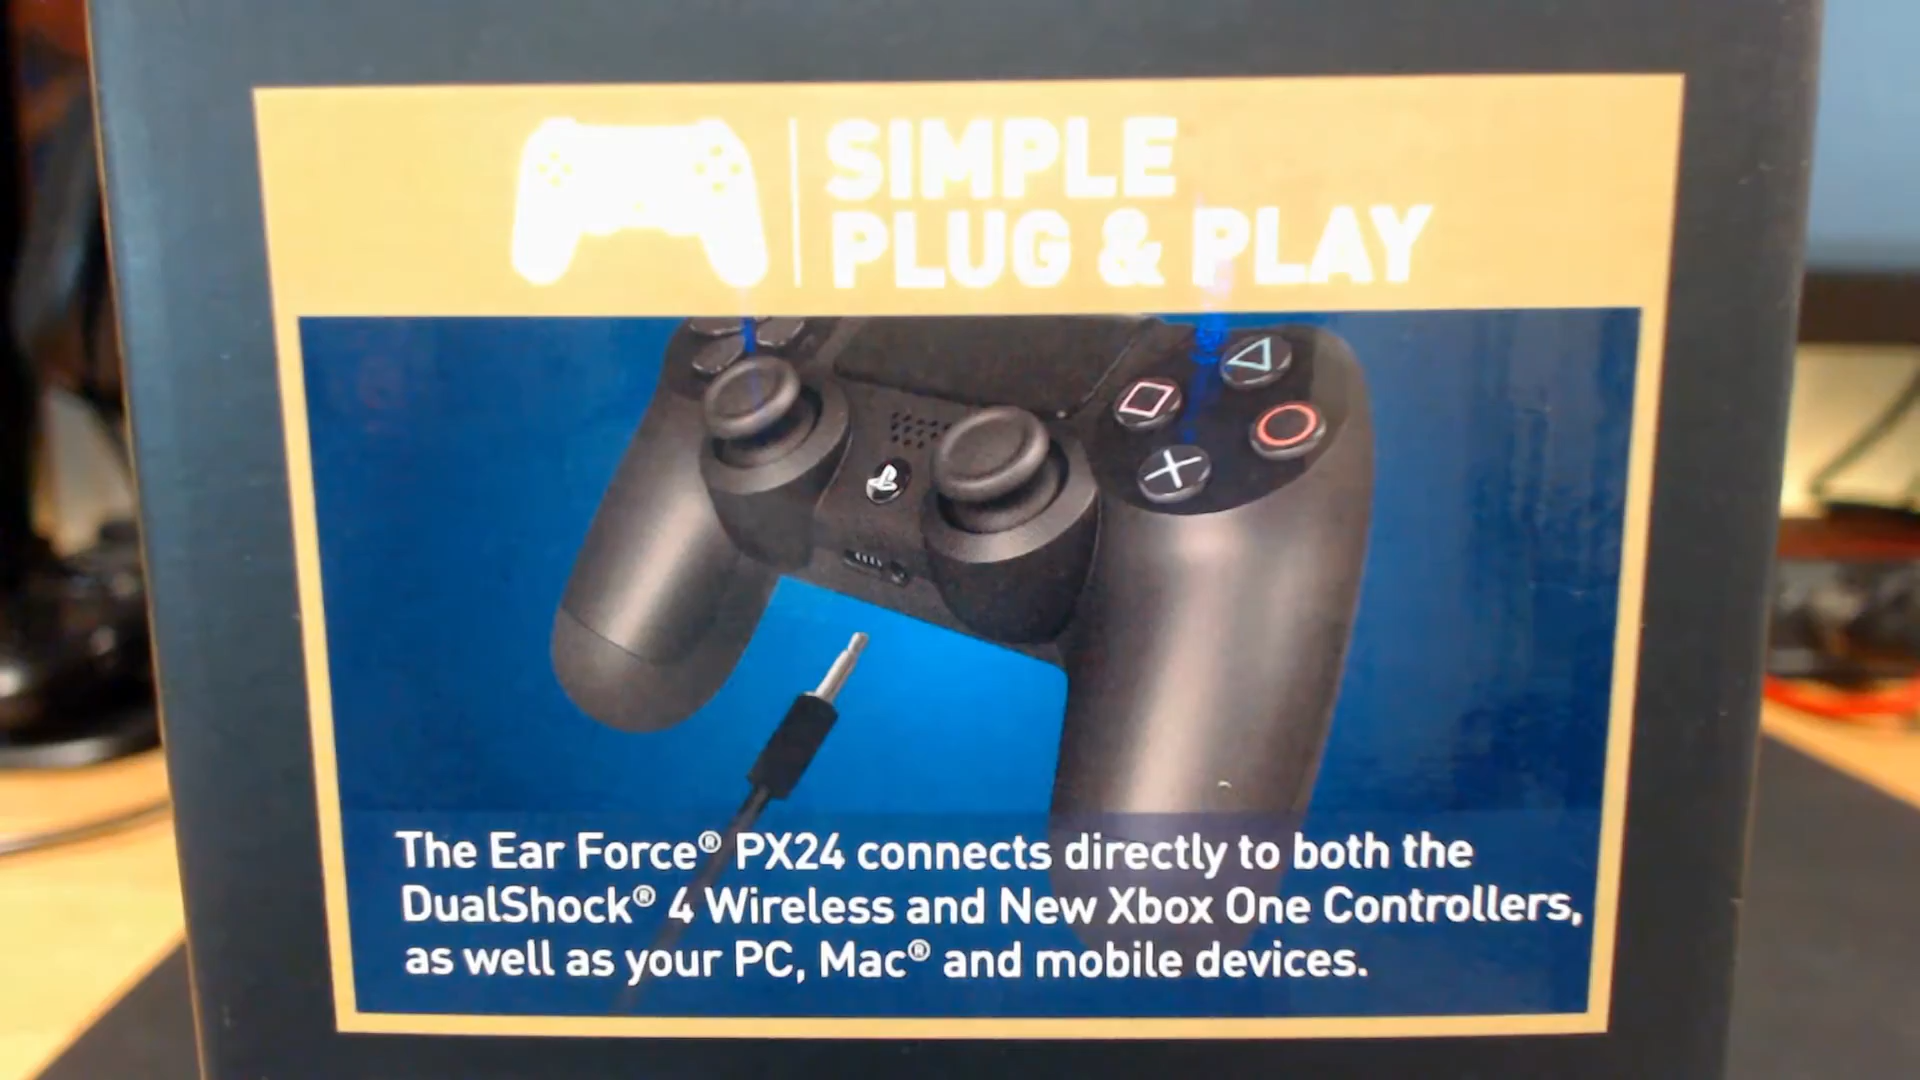 SIMPLE
PLUG & PLAY
The Ear Force® PX24 connects directly to both the
DualShock® 4 Wireless and New Xbox One Controllers,
as well as your PC, Mac® and mobile devices.